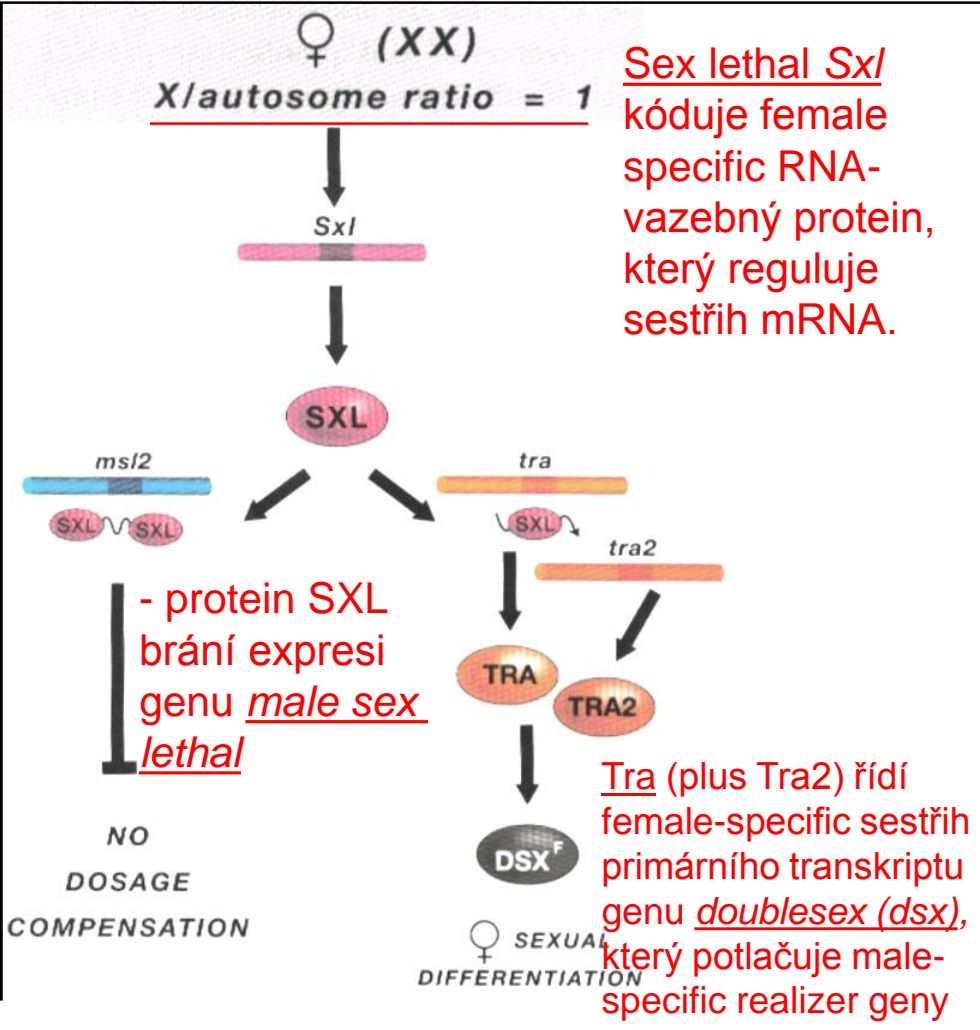 ♀ (XX)
X/autosome ratio = 1
Sex lethal Sxl
kóduje female
specific RNA-
vazebný protein,
který reguluje
sestřih mRNA.
Sxl
SXL
msl2
SXL SXL
tra
SXL
tra2
- protein SXL
brání expresi
genu male sex
lethal
TRA
TRA2
NO
DOSAGE
COMPENSATION
DSX F
♀ SEXUAL
DIFFERENTIATION
Tra (plus Tra2) řídí
female-specific sestřih
primárního transkriptu
genu doublesex (dsx),
který potlačuje male-
specific realizer geny